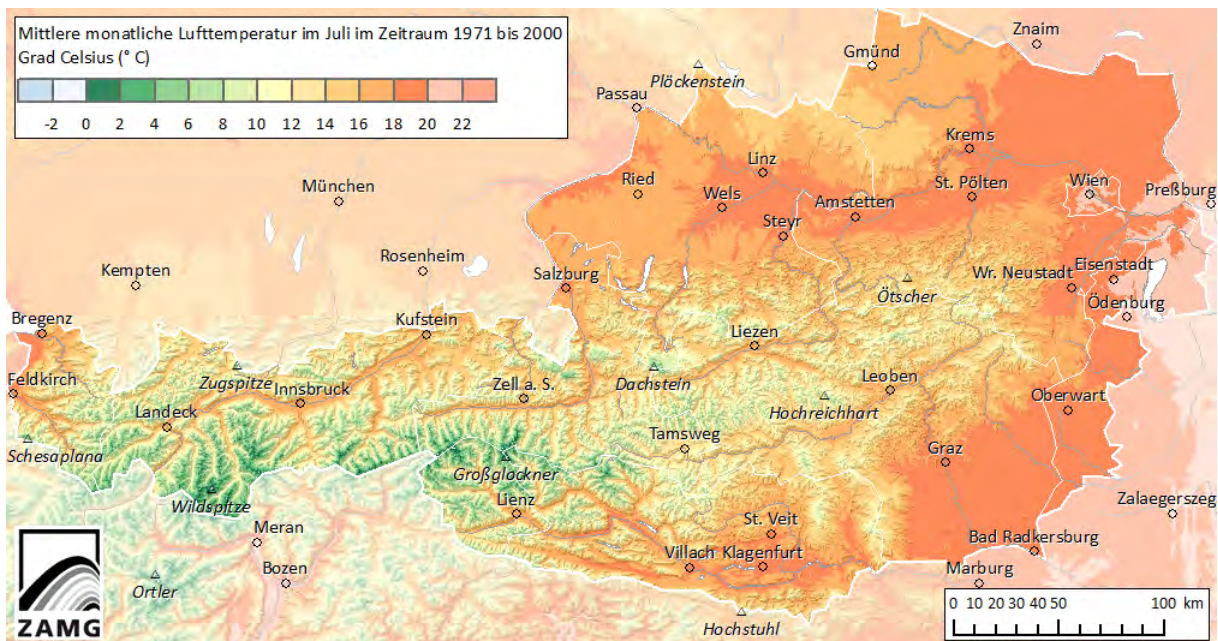 Mittlere monatliche Lufttemperatur im Juli im Zeitraum 1971 bis 2000
Grad Celsius (° C)
-2 0 2 4 6 8 10 12 14 16 18 20 22
Znaim
Gmünd
Plöckenstein
Passau
Krems
Linz
München
Ried
Wels
St. Pölten
Wien
Preßburg
Amstetten
Steyr
Rosenheim
Kempten
Salzburg
Wr. Neustadt
Eisenstadt
Ötscher
Ödenburg
Bregenz
Kufstein
Liezen
Feldkirch
Zugspitze
Innsbruck
Zell a. S.
Dachstein
Leoben
Landeck
Hochreichhart
Oberwart
Schesaplana
Tamsweg
Graz
Großglockner
Wildspitze
Lienz
Zalaegerszeg
Meran
St. Veit
Villach
Klagenfurt
Bad Radkersburg
Bozen
Marburg
Ortler
Hochstuhl
0 10 20 30 40 50 100 km
ZAMG